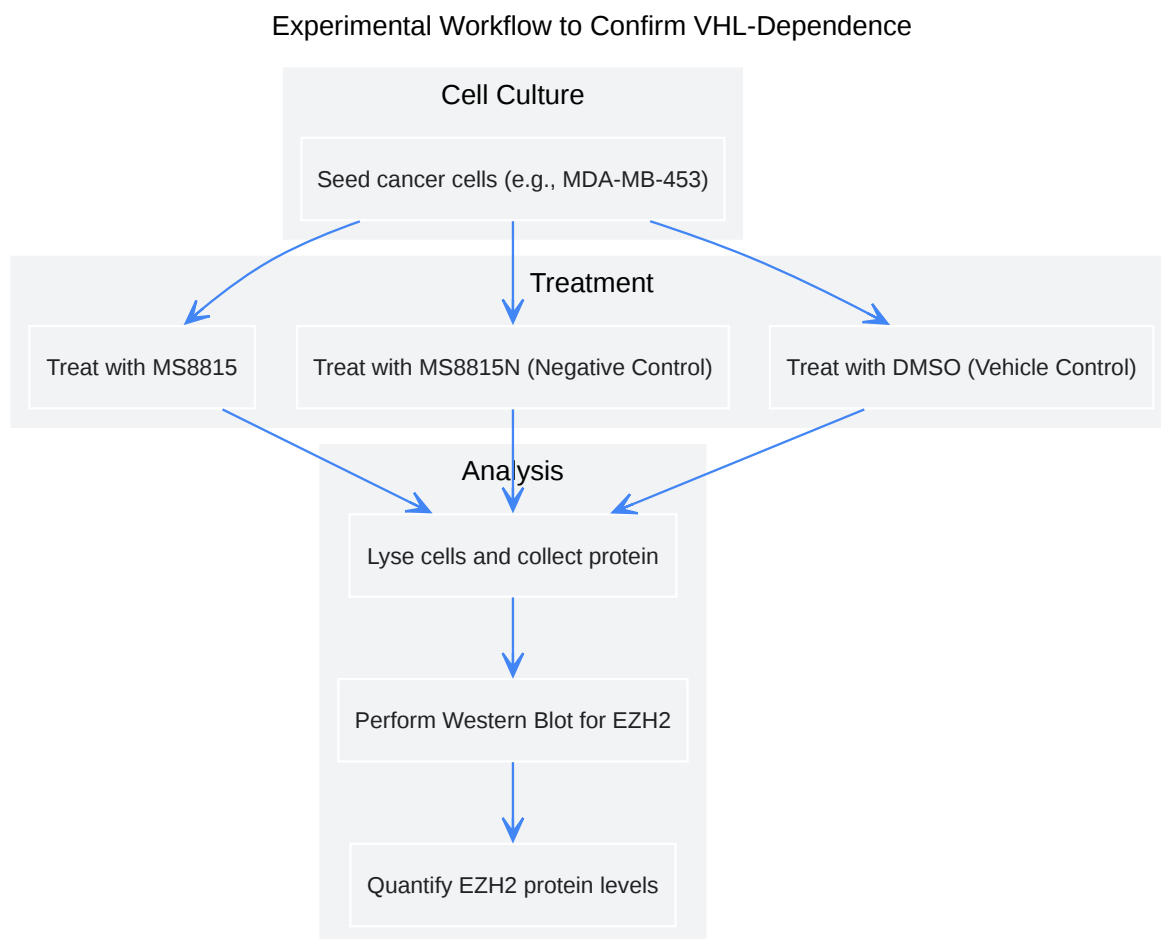 Experimental Workflow to Confirm VHL-Dependence
Cell Culture
Seed cancer cells (e.g., MDA-MB-453)
Treatment
Treat with MS8815
Treat with MS8815N (Negative Control)
Treat with DMSO (Vehicle Control)
Analysis
Lyse cells and collect protein
Perform Western Blot for EZH2
Quantify EZH2 protein levels